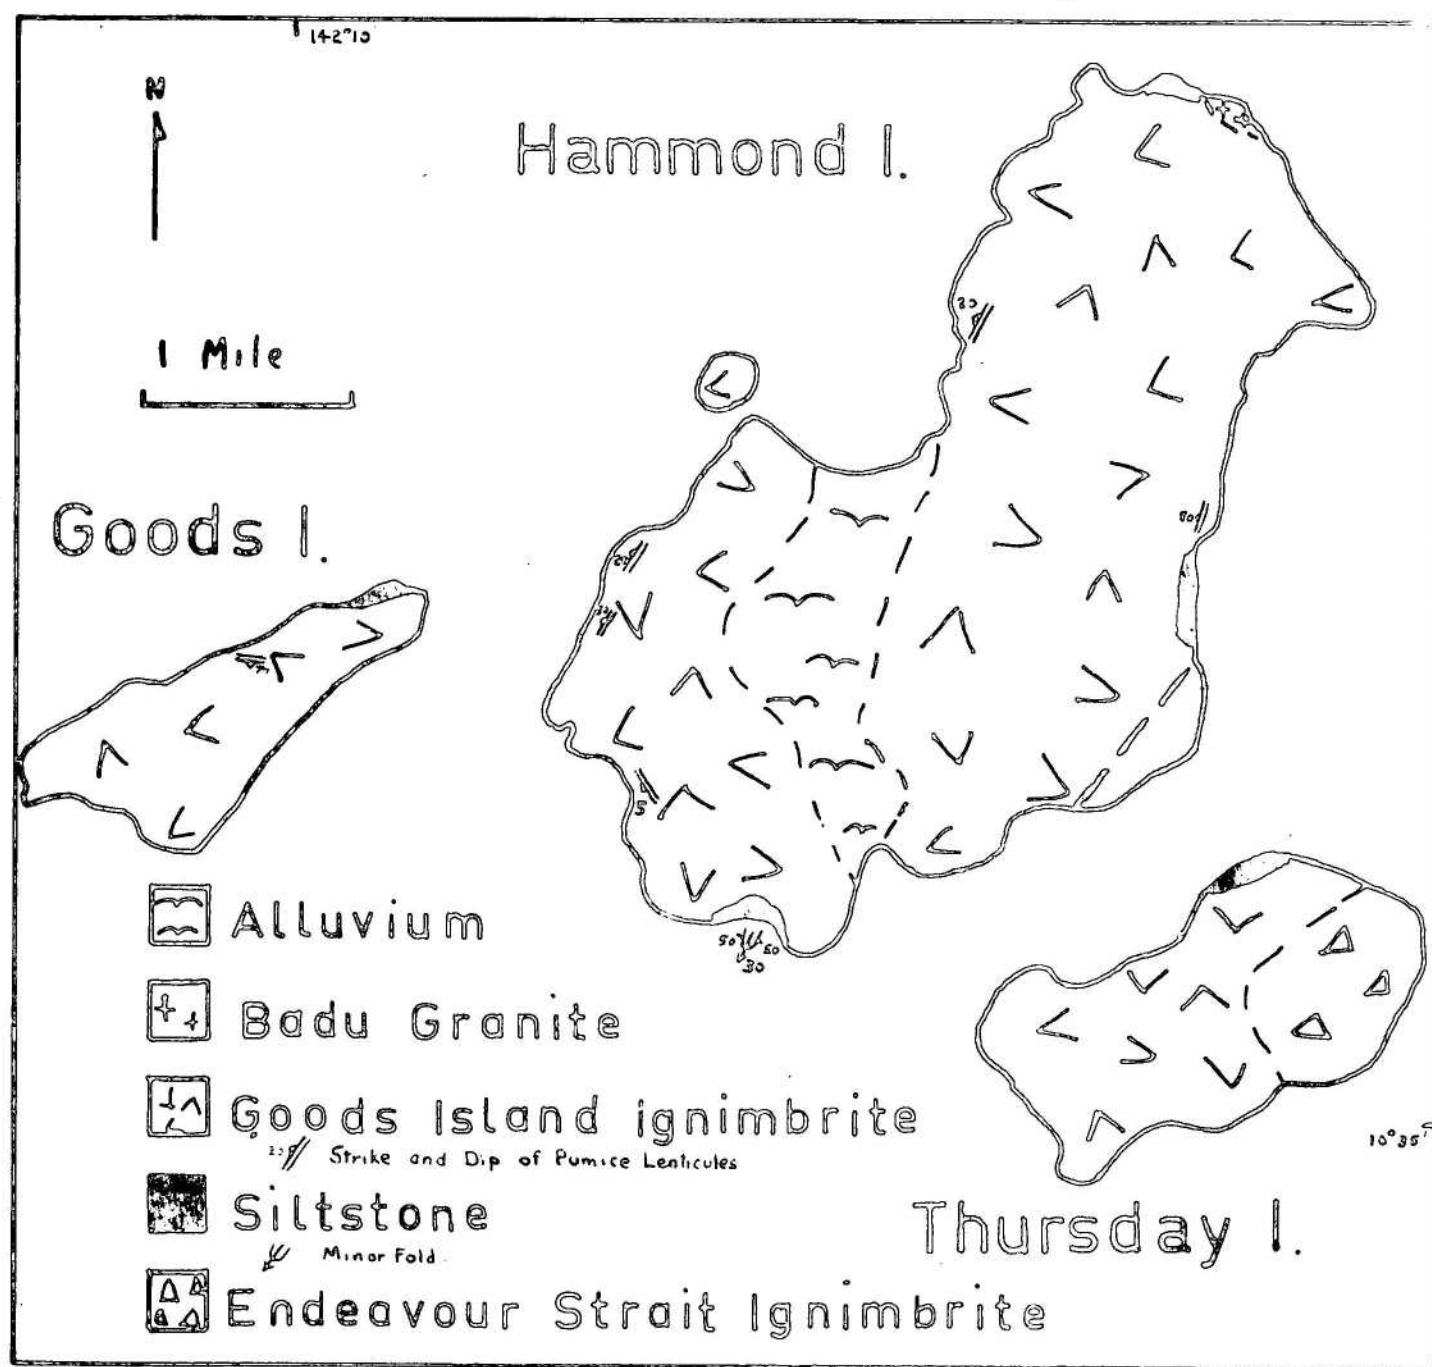 142°10
N
Hammond I.
1 Mile
Goods I.
80
5
50
50
30
Alluvium
Badu Granite
Goods Island ignimbrite
Strike and Dip of Pumice Lenticules
10°35'
Siltstone
Thursday I.
Minor Fold
Endeavour Strait Ignimbrite